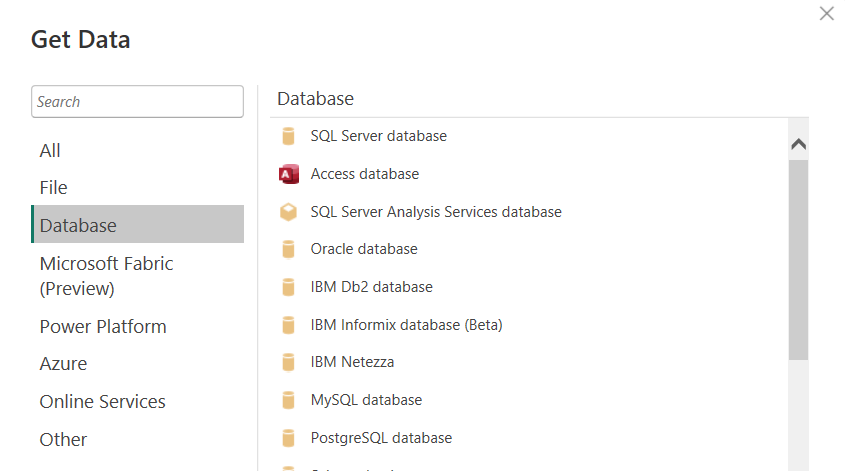 Get Data
Search
All
File
Database
Microsoft Fabric
(Preview)
Power Platform
Azure
Online Services
Other
Database
SQL Server database
A
Access database
SQL Server Analysis Services database
Oracle database
IBM Db2 database
IBM Informix database (Beta)
IBM Netezza
MySQL database
PostgreSQL database